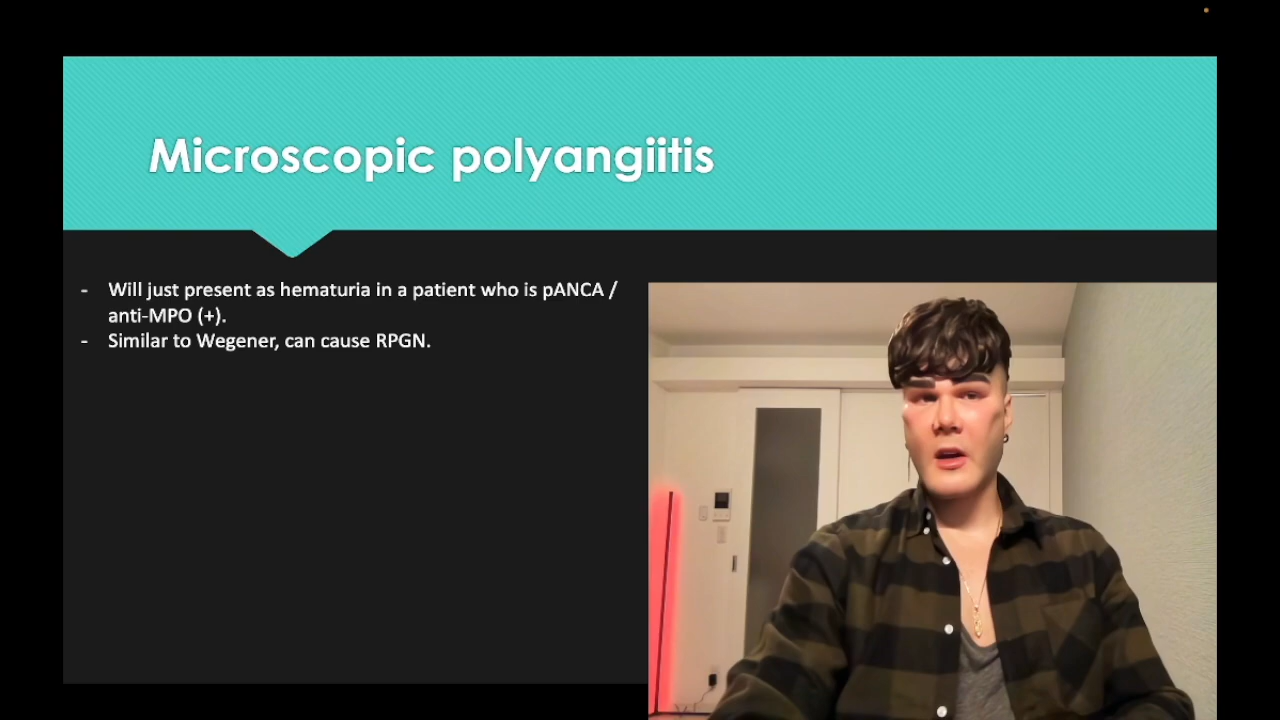 Microscopic polyangiitis
- Will just present as hematuria in a patient who is pANCA /
anti-MPO (+).
- Similar to Wegener, can cause RPGN.